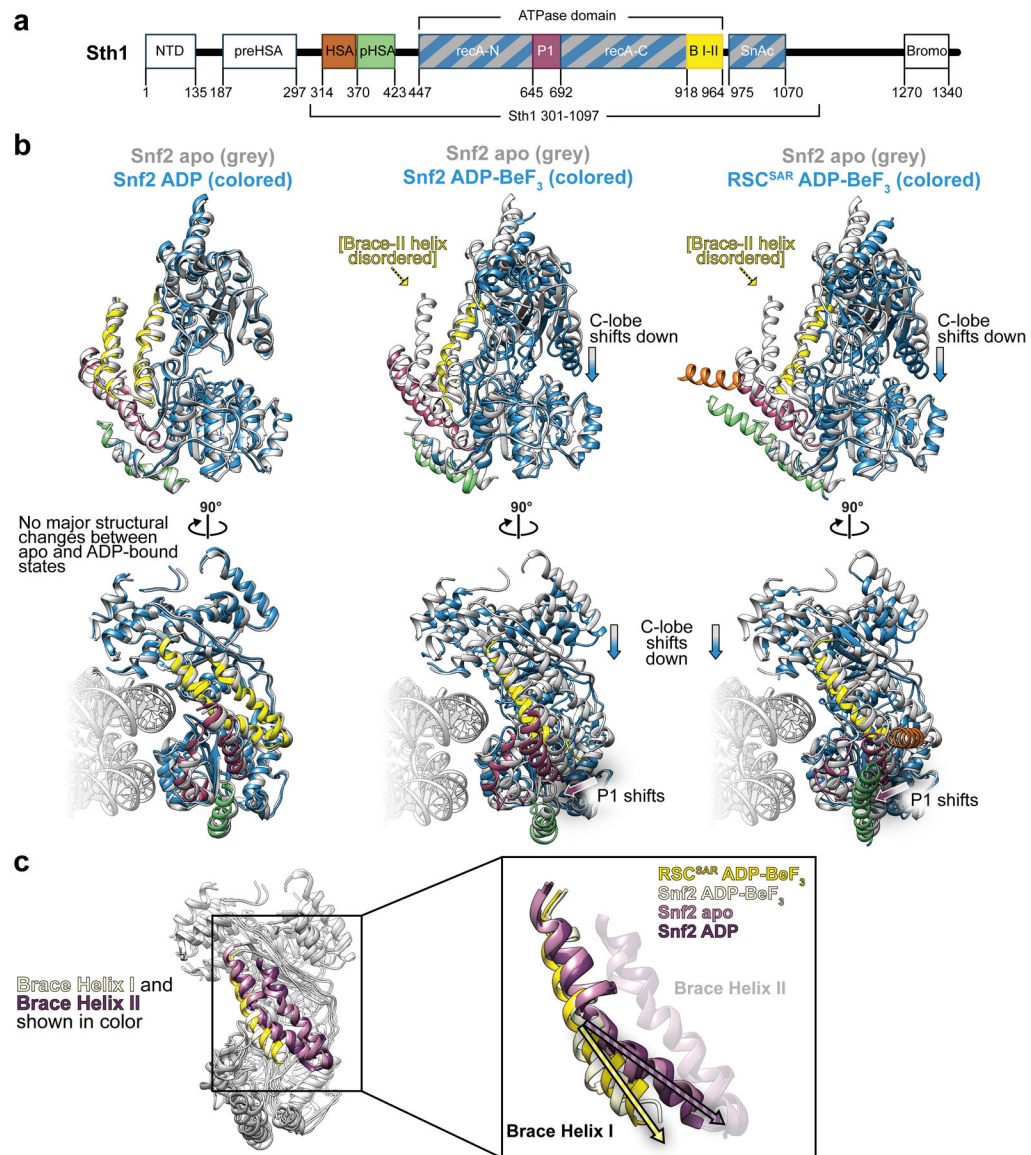 a
ATPase domain
Sth1
NTD preHSA HSA pHSA recA-N P1 recA-C B I-II SnAc Bromo
1 135 187 297 314 370 423 447 645 692 918 964 975 1070 1270 1340
Sth1 301-1097
b
Snf2 apo (grey)
Snf2 ADP (colored)
Snf2 apo (grey)
Snf2 ADP-BeF3 (colored)
Snf2 apo (grey)
RSCSAR ADP-BeF3 (colored)
[Brace-II helix
disordered]
[Brace-II helix
disordered]
C-lobe
shifts down
C-lobe
shifts down
90°
90°
90°
No major structural
changes between
apo and ADP-bound
states
C-lobe
shifts
down
P1 shifts
P1 shifts
c
Brace Helix I and
Brace Helix II
shown in color
RSCSAR ADP-BeF3
Snf2 ADP-BeF3
Snf2 apo
Snf2 ADP
Brace Helix II
Brace Helix I